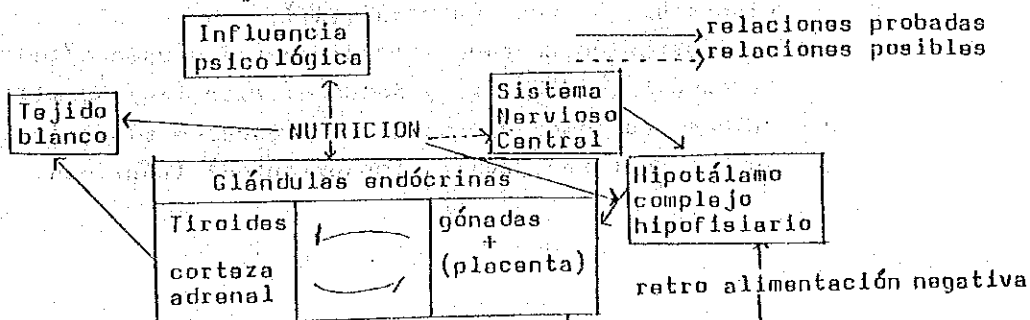 Influencia
psicológica
relaciones probadas
relaciones posibles
Tejido
blanco
NUTRICION
Sistema
Nervioso
Central
Glándulas endócrinas
Tiroides
corteza
adrenal
gónadas
+
(placenta)
Hipotálamo
complejo
hipofisiario
retro alimentación negativa